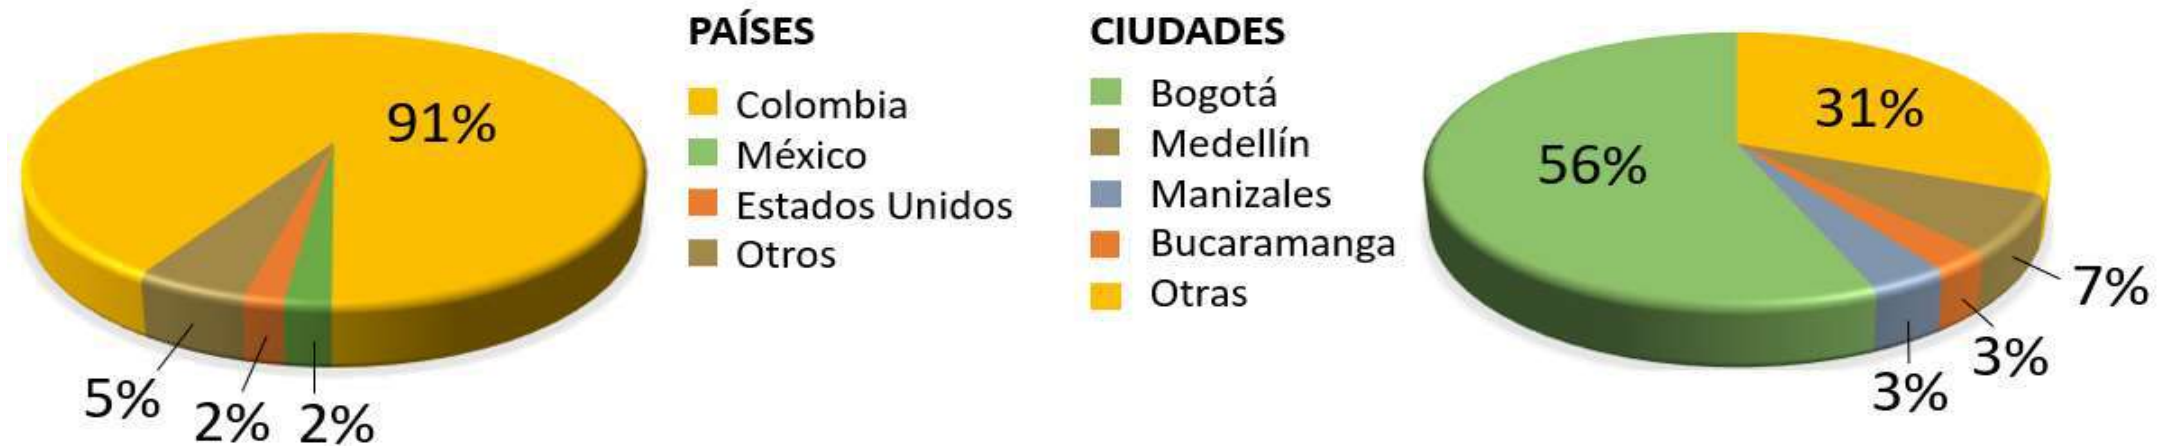 PAÍSES
Colombia
México
Estados Unidos
Otros
91%
5%
2%
2%
CIUDADES
Bogotá
Medellín
Manizales
Bucaramanga
Otras
56%
31%
7%
3%
3%